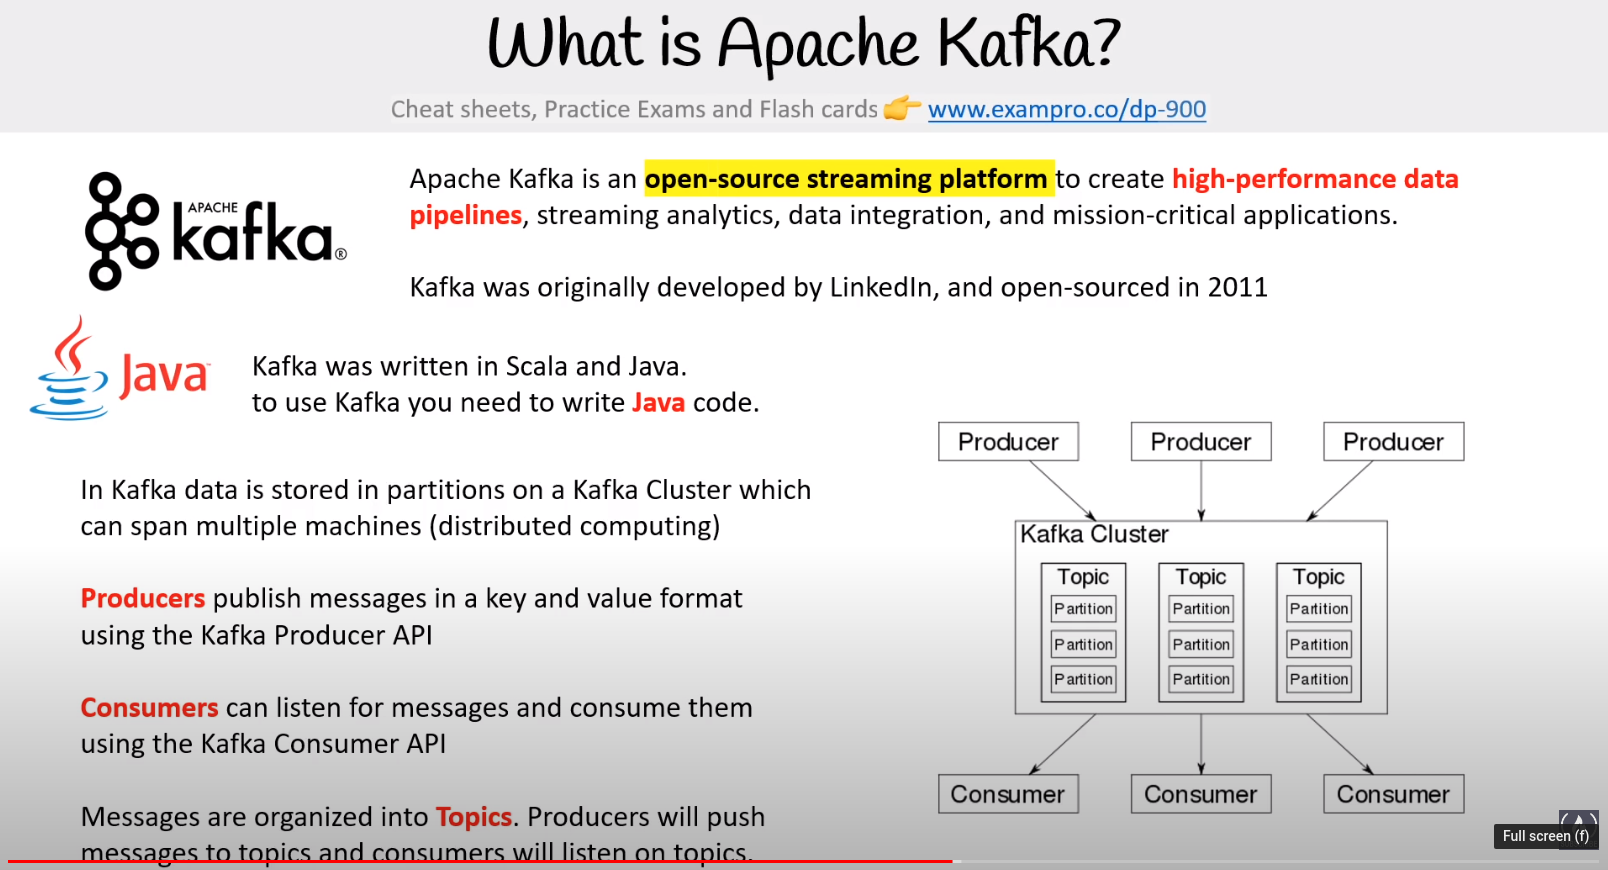 What is Apache Kafka?
Cheat sheets, Practice Exams and Flash cards 👉 www.exampro.co/dp-900
APACHE
kafka®
Apache Kafka is an open-source streaming platform to create high-performance data
pipelines, streaming analytics, data integration, and mission-critical applications.
Kafka was originally developed by LinkedIn, and open-sourced in 2011
Java™
Kafka was written in Scala and Java.
to use Kafka you need to write Java code.
In Kafka data is stored in partitions on a Kafka Cluster which
can span multiple machines (distributed computing)
Producers publish messages in a key and value format
using the Kafka Producer API
Consumers can listen for messages and consume them
using the Kafka Consumer API
Messages are organized into Topics. Producers will push
messages to topics and consumers will listen on topics.
Producer Producer Producer
Kafka Cluster
Topic Topic Topic
Partition Partition Partition
Partition Partition Partition
Partition Partition Partition
Consumer Consumer Consumer
Full screen (f)